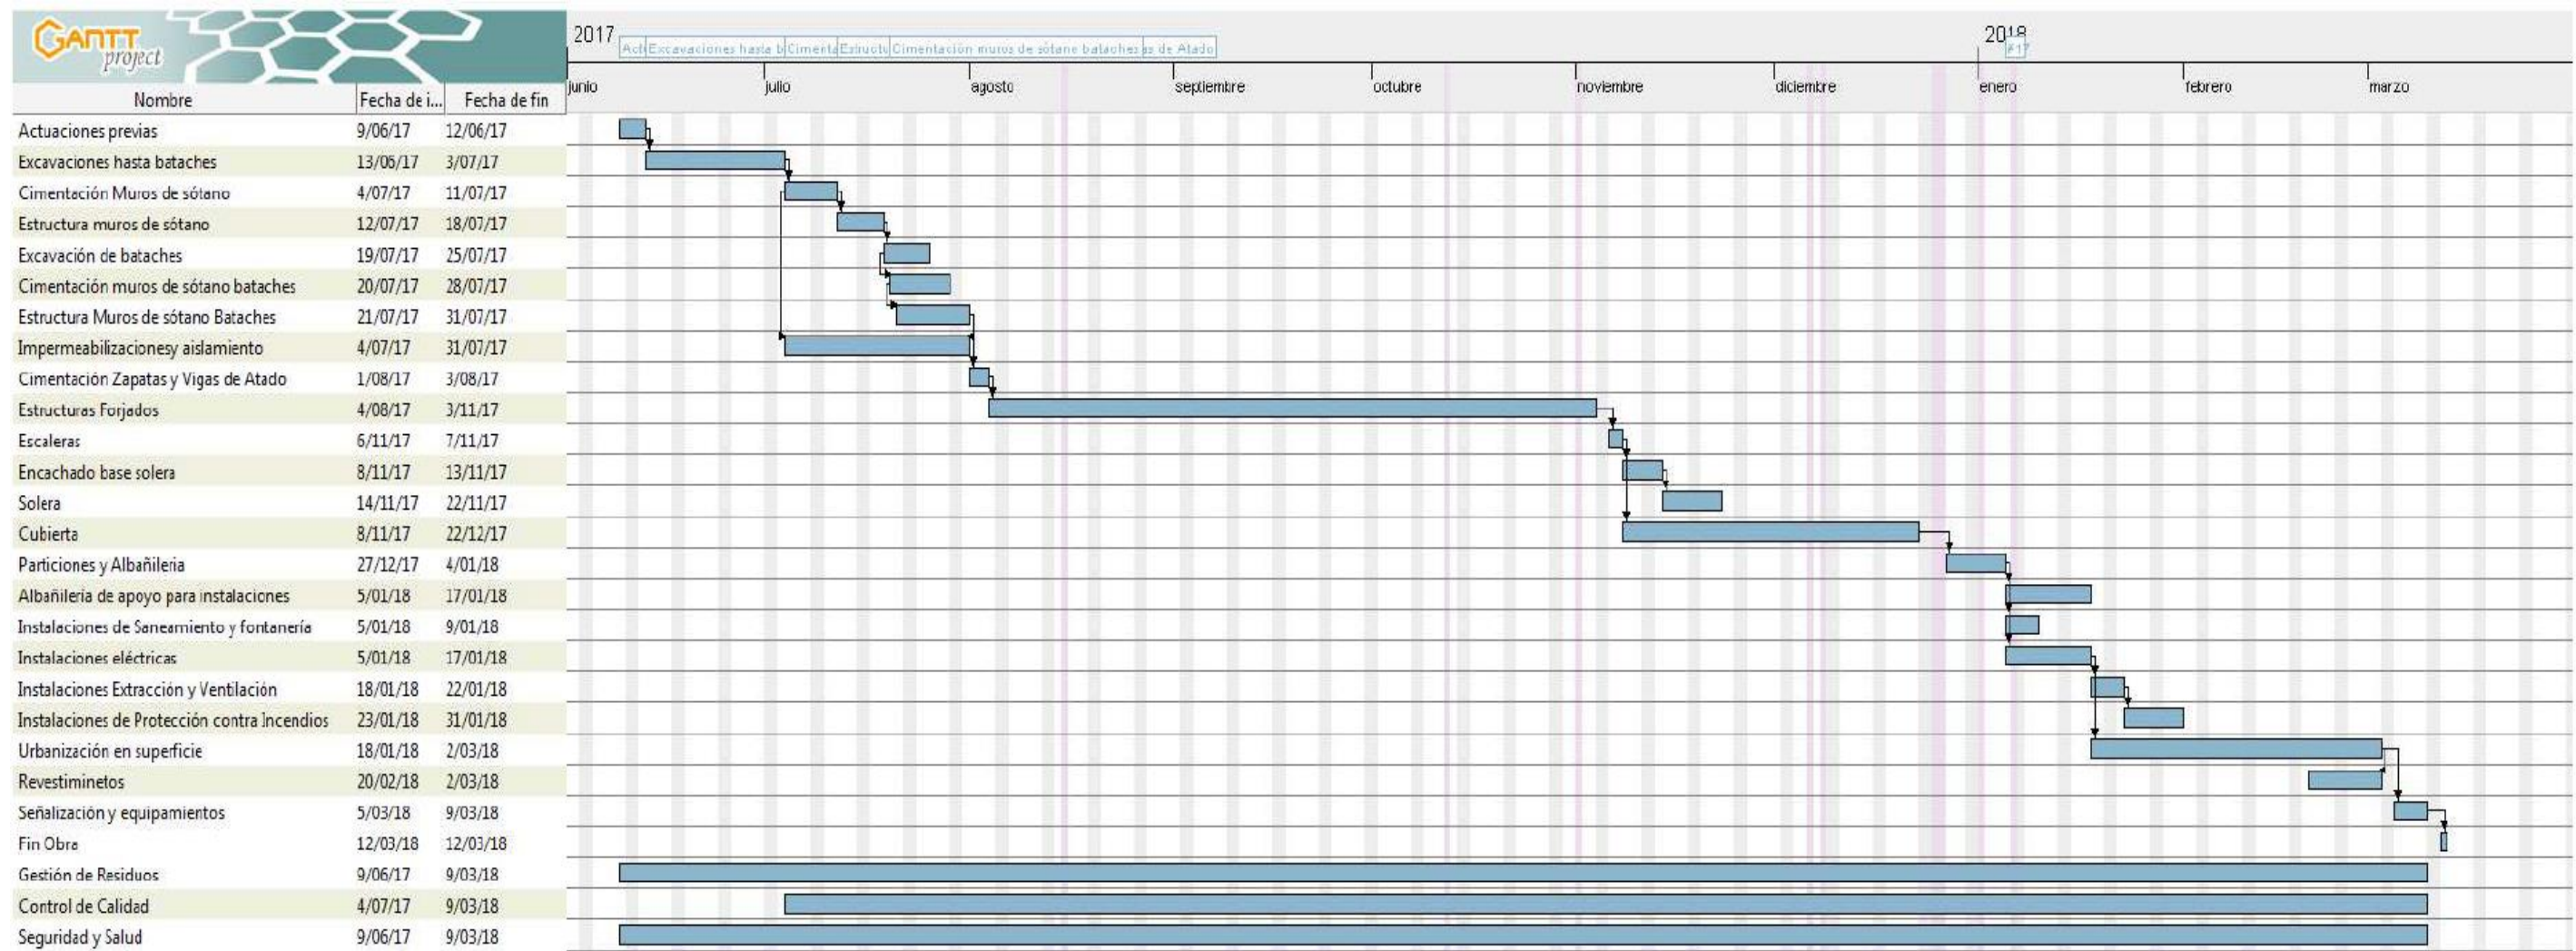 GANTT
project
2017
2018
Excavaciones hasta b
Cimenta
Cimentación muros de sótano bataches
as de Atado
junio julio agosto septiembre octubre noviembre diciembre enero febrero marzo
Nombre Fecha de i... Fecha de fin
Actuaciones previas 9/06/17 12/06/17
Excavaciones hasta bataches 13/06/17 3/07/17
Cimentación Muros de sótano 4/07/17 11/07/17
Estructura muros de sótano 12/07/17 18/07/17
Excavación de bataches 19/07/17 25/07/17
Cimentación muros de sótano bataches 20/07/17 28/07/17
Estructura Muros de sótano Bataches 21/07/17 31/07/17
Impermeabilizacionesy aislamiento 4/07/17 31/07/17
Cimentación Zapatas y Vigas de Atado 1/08/17 3/08/17
Estructuras Forjados 4/08/17 3/11/17
Escaleras 6/11/17 7/11/17
Encachado base solera 8/11/17 13/11/17
Solera 14/11/17 22/11/17
Cubierta 8/11/17 22/12/17
Particiones y Albañileria 27/12/17 4/01/18
Albañilería de apoyo para instalaciones 5/01/18 17/01/18
Instalaciones de Saneamiento y fontanería 5/01/18 9/01/18
Instalaciones eléctricas 5/01/18 17/01/18
Instalaciones Extracción y Ventilación 18/01/18 22/01/18
Instalaciones de Protección contra Incendios 23/01/18 31/01/18
Urbanización en superficie 18/01/18 2/03/18
Revestiminetos 20/02/18 2/03/18
Señalización y equipamientos 5/03/18 9/03/18
Fin Obra 12/03/18 12/03/18
Gestión de Residuos 9/06/17 9/03/18
Control de Calidad 4/07/17 9/03/18
Seguridad y Salud 9/06/17 9/03/18